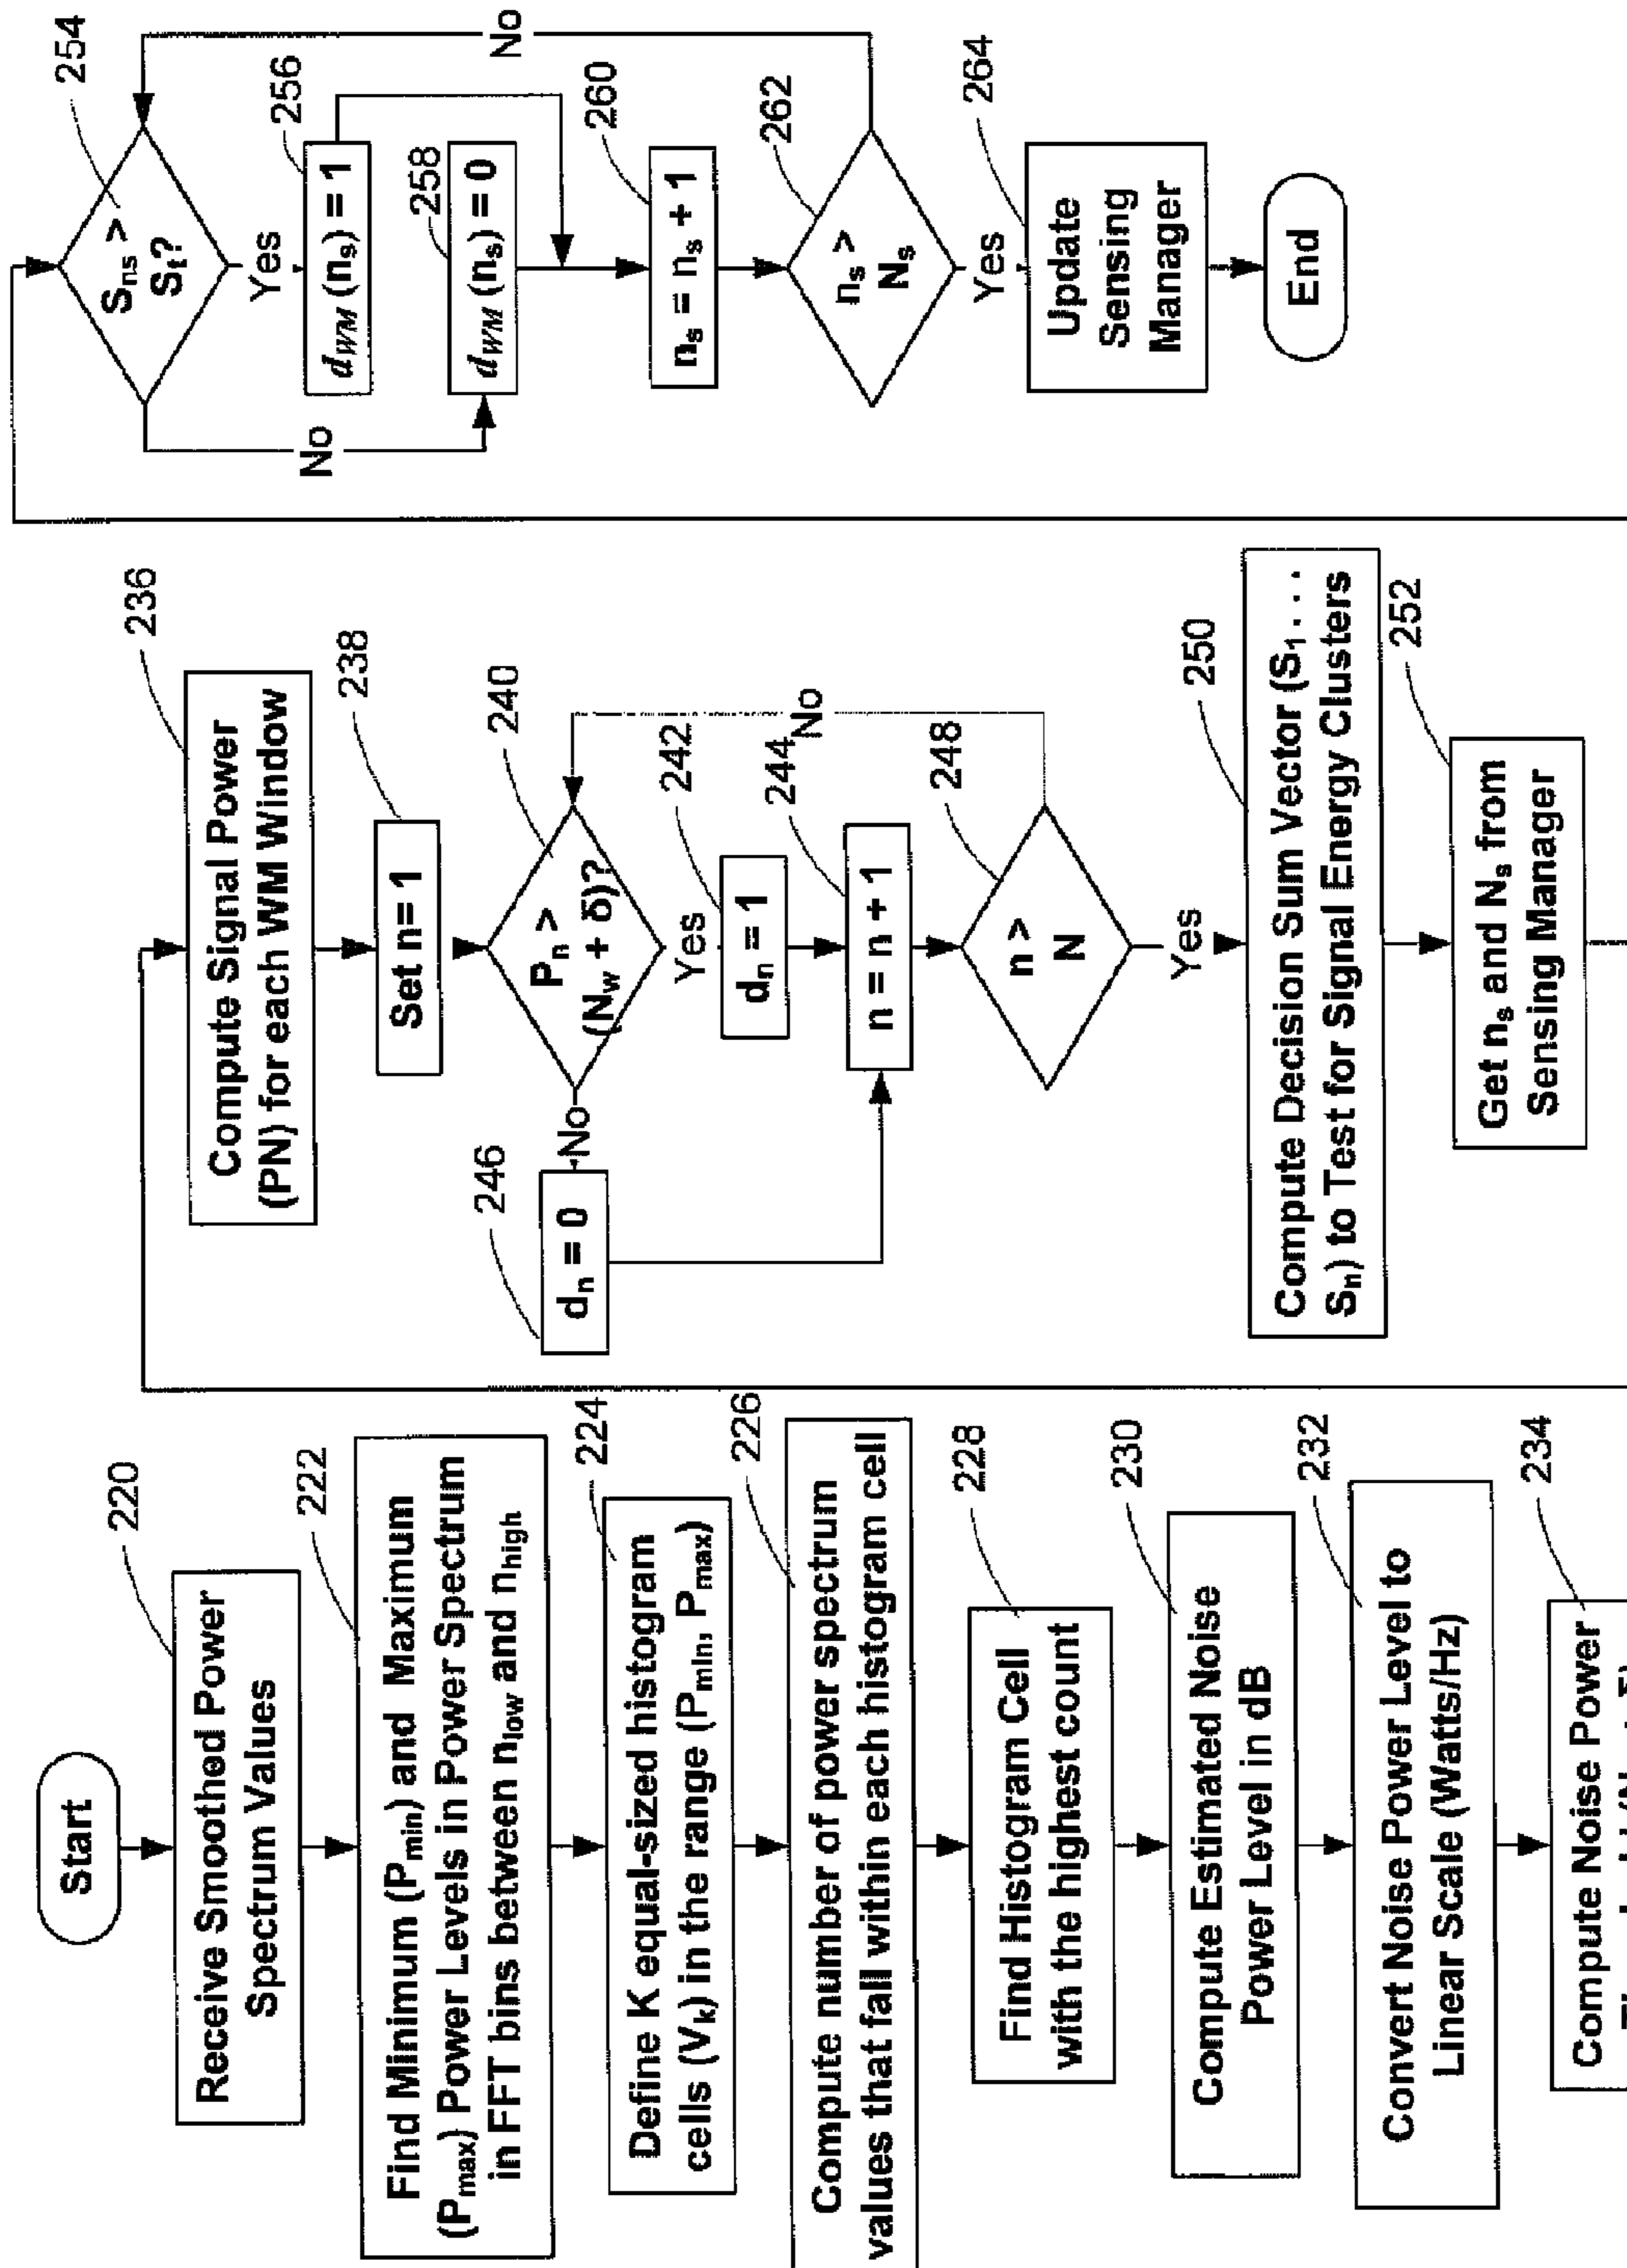 Start
220
Receive Smoothed Power
Spectrum Values
222
Find Minimum (Pmin) and Maximum
(Pmax) Power Levels in Power Spectrum
in FFT bins between nlow and nhigh
224
Define K equal-sized histogram
cells (Vk) in the range (Pmin, Pmax)
226
Compute number of power spectrum
values that fall within each histogram cell
228
Find Histogram Cell
with the highest count
230
Compute Estimated Noise
Power Level in dB
232
Convert Noise Power Level to
Linear Scale (Watts/Hz)
234
Compute Noise Power
236
Compute Signal Power
(PN) for each WM Window
238
Set n= 1
240
Pn >
(Nw + δ)?
No
Yes
246
dn = 0
242
dn = 1
244
n = n + 1
248
n >
N
No
Yes
250
Compute Decision Sum Vector (S1. . .
Sn) to Test for Signal Energy Clusters
252
Get ns and Ns from
Sensing Manager
254
Sns >
St?
No
Yes
256
dWM (ns) = 1
258
dWM (ns) = 0
260
ns = ns + 1
262
ns >
Ns
No
Yes
264
Update
Sensing
Manager
End